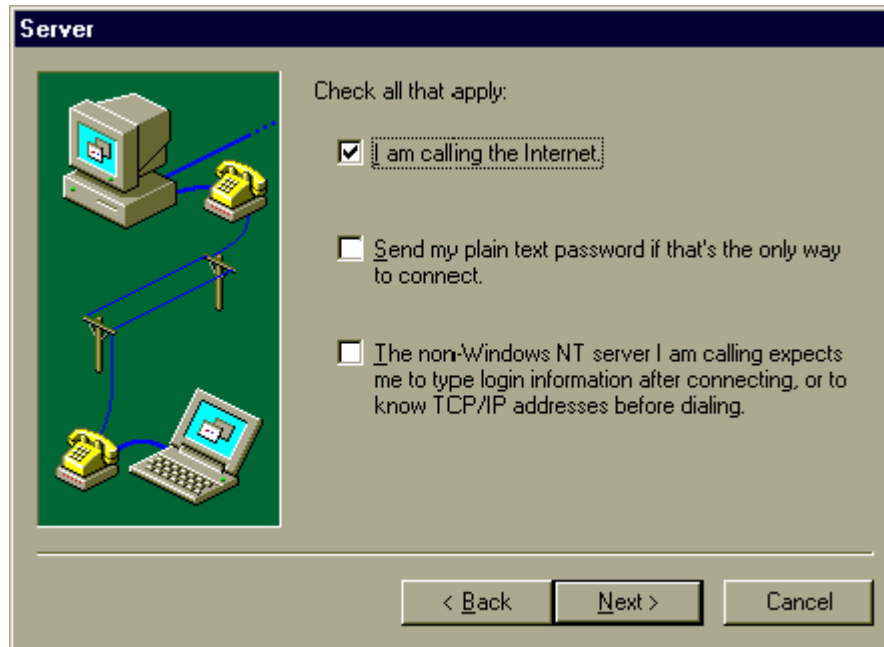 Server
Check all that apply:
I am calling the Internet.
Send my plain text password if that's the only way
to connect.
The non-Windows NT server I am calling expects
me to type login information after connecting, or to
know TCP/IP addresses before dialing.
< Back
Next >
Cancel